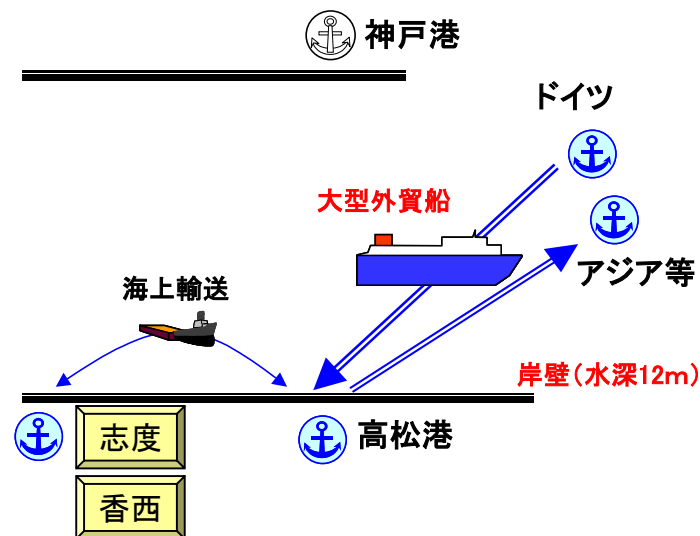 神戸港
ドイツ
大型外貿船
アジア等
海上輸送
岸壁(水深12m)
志度
高松港
香西